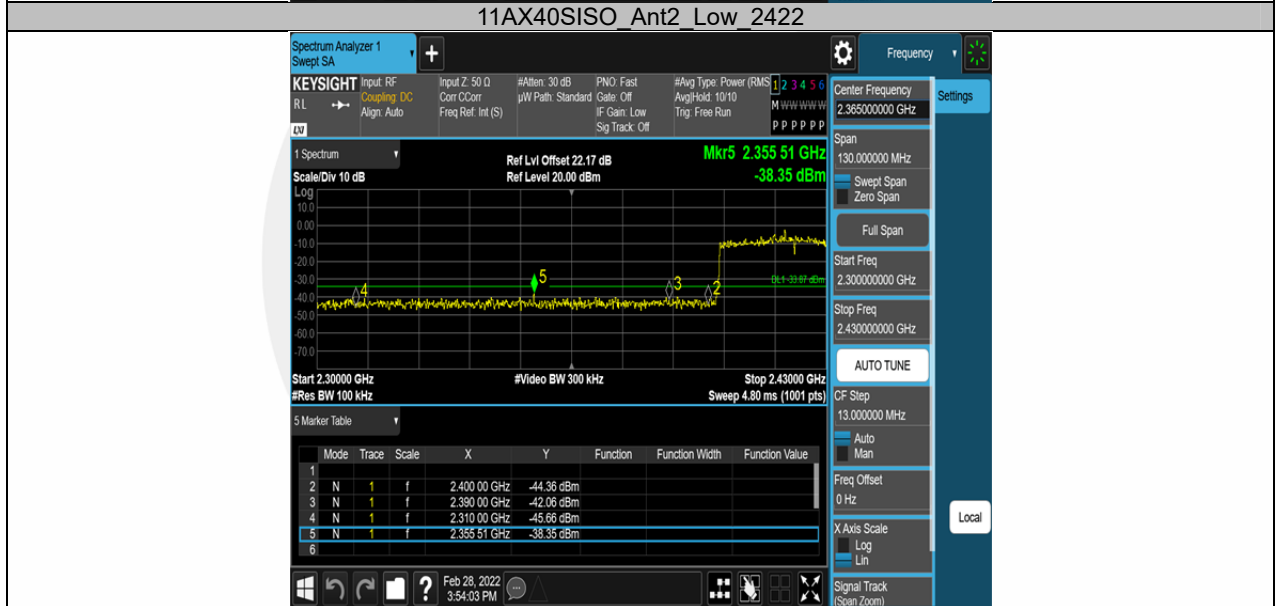 11AX40SISO_Ant2_Low_2422
Spectrum Analyzer 1
Swept SA
+
Frequency
KEYSIGHT
RL
LXI
Input: RF
Coupling: DC
Align: Auto
Input Z: 50 Ω
Corr CCorr
Freq Ref: Int (S)
#Atten: 30 dB
µW Path: Standard
PNO: Fast
Gate: Off
IF Gain: Low
Sig Track: Off
#Avg Type: Power (RMS
Avg|Hold: 10/10
Trig: Free Run
1 2 3 4 5 6
M W W W W W
P P P P P P
Center Frequency
2.365000000 GHz
Settings
Span
130.000000 MHz
Swept Span
Zero Span
Full Span
Start Freq
2.300000000 GHz
Stop Freq
2.430000000 GHz
AUTO TUNE
CF Step
13.000000 MHz
Auto
Man
Freq Offset
0 Hz
X Axis Scale
Log
Lin
Signal Track
(Span Zoom)
Local
1 Spectrum
Scale/Div 10 dB
Ref Lvl Offset 22.17 dB
Ref Level 20.00 dBm
Mkr5 2.355 51 GHz
-38.35 dBm
Log
10.0
0.00
-10.0
-20.0
-30.0
-40.0
-50.0
-60.0
-70.0
4
5
3
2
DL1 -33.67 dBm
Start 2.30000 GHz
#Video BW 300 kHz
Stop 2.43000 GHz
#Res BW 100 kHz
Sweep 4.80 ms (1001 pts)
5 Marker Table
Mode Trace Scale X Y Function Function Width Function Value
1
2 N 1 f 2.400 00 GHz -44.36 dBm
3 N 1 f 2.390 00 GHz -42.06 dBm
4 N 1 f 2.310 00 GHz -45.66 dBm
5 N 1 f 2.355 51 GHz -38.35 dBm
6
?
Feb 28, 2022
3:54:03 PM